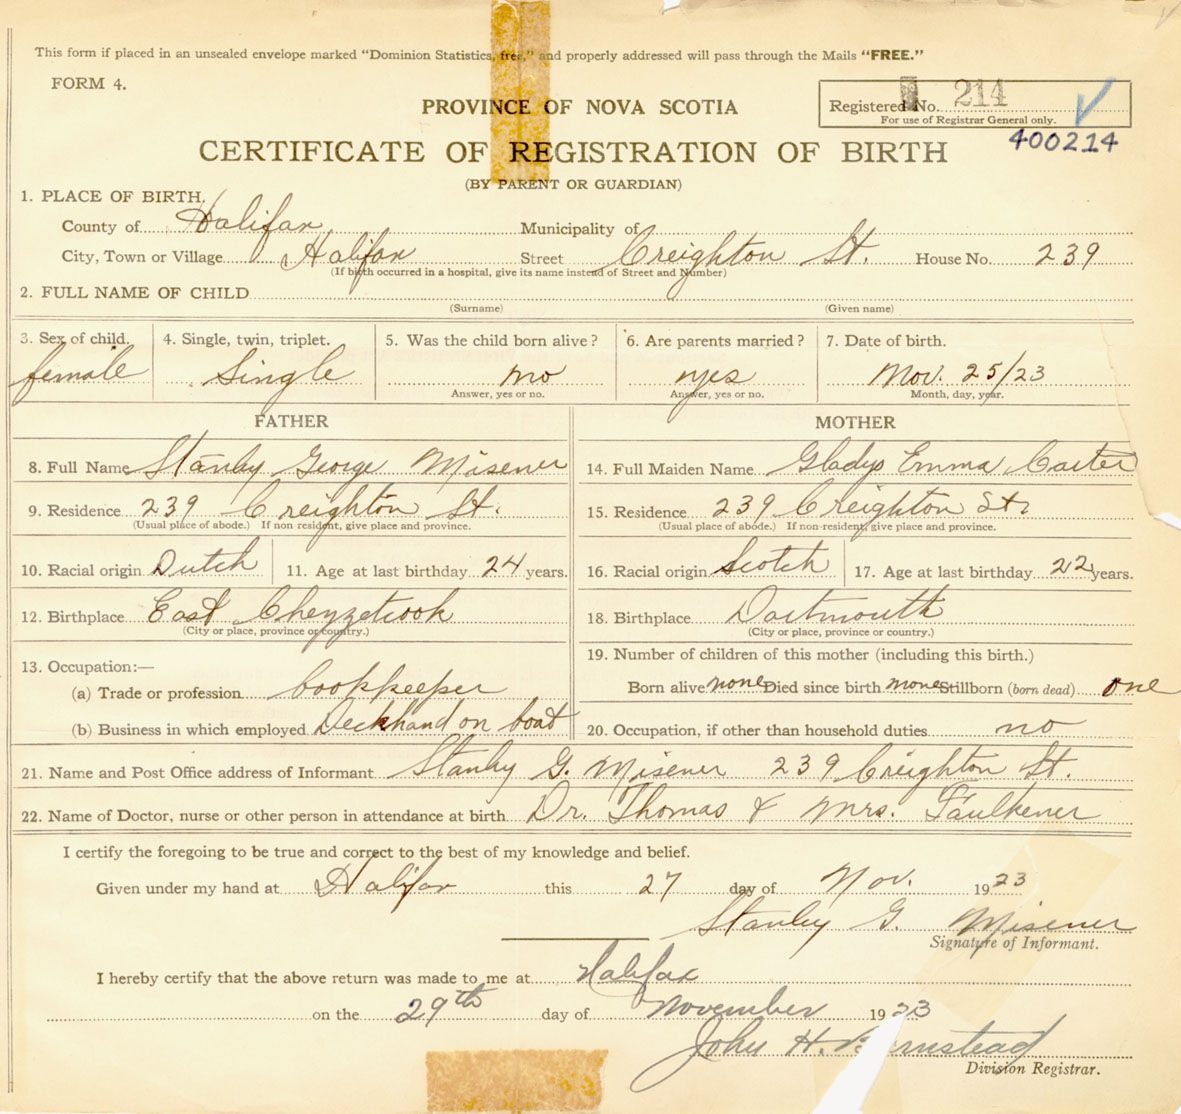 This form if placed in an unsealed envelope marked "Dominion Statistics, free," and properly addressed will pass through the Mails "FREE."
FORM 4.
Registered No. 214
For use of Registrar General only.
400214
PROVINCE OF NOVA SCOTIA
CERTIFICATE OF REGISTRATION OF BIRTH
(BY PARENT OR GUARDIAN)
1. PLACE OF BIRTH.
County of Halifax Municipality of
City, Town or Village Halifax Street Creighton St. House No. 239
(If birth occurred in a hospital, give its name instead of Street and Number)
2. FULL NAME OF CHILD
(Surname) (Given name)
3. Sex of child. 4. Single, twin, triplet. 5. Was the child born alive? 6. Are parents married? 7. Date of birth.
female Single no yes Nov. 25/23
Answer, yes or no. Answer, yes or no. Month, day, year.
FATHER MOTHER
8. Full Name Stanley George Misener 14. Full Maiden Name Gladys Emma Carter
9. Residence 239 Creighton St. 15. Residence 239 Creighton St.
(Usual place of abode.) If non resident, give place and province. (Usual place of abode.) If non-resident, give place and province.
10. Racial origin Dutch 11. Age at last birthday 24 years. 16. Racial origin Scotch 17. Age at last birthday 22 years.
12. Birthplace East Chezzetcook 18. Birthplace Dartmouth
(City or place, province or country.) (City or place, province or country.)
13. Occupation:— 19. Number of children of this mother (including this birth.)
(a) Trade or profession bookkeeper Born alive none Died since birth none Stillborn (born dead) one
(b) Business in which employed Deckhand on boat 20. Occupation, if other than household duties no
21. Name and Post Office address of Informant Stanley G. Misener 239 Creighton St.
22. Name of Doctor, nurse or other person in attendance at birth Dr. Thomas & Mrs. Faulkener
I certify the foregoing to be true and correct to the best of my knowledge and belief.
Given under my hand at Halifax this 27 day of Nov. 1923
Stanley G. Misener
Signature of Informant.
I hereby certify that the above return was made to me at Halifax
on the 29th day of November 1923
John H.
Division Registrar.